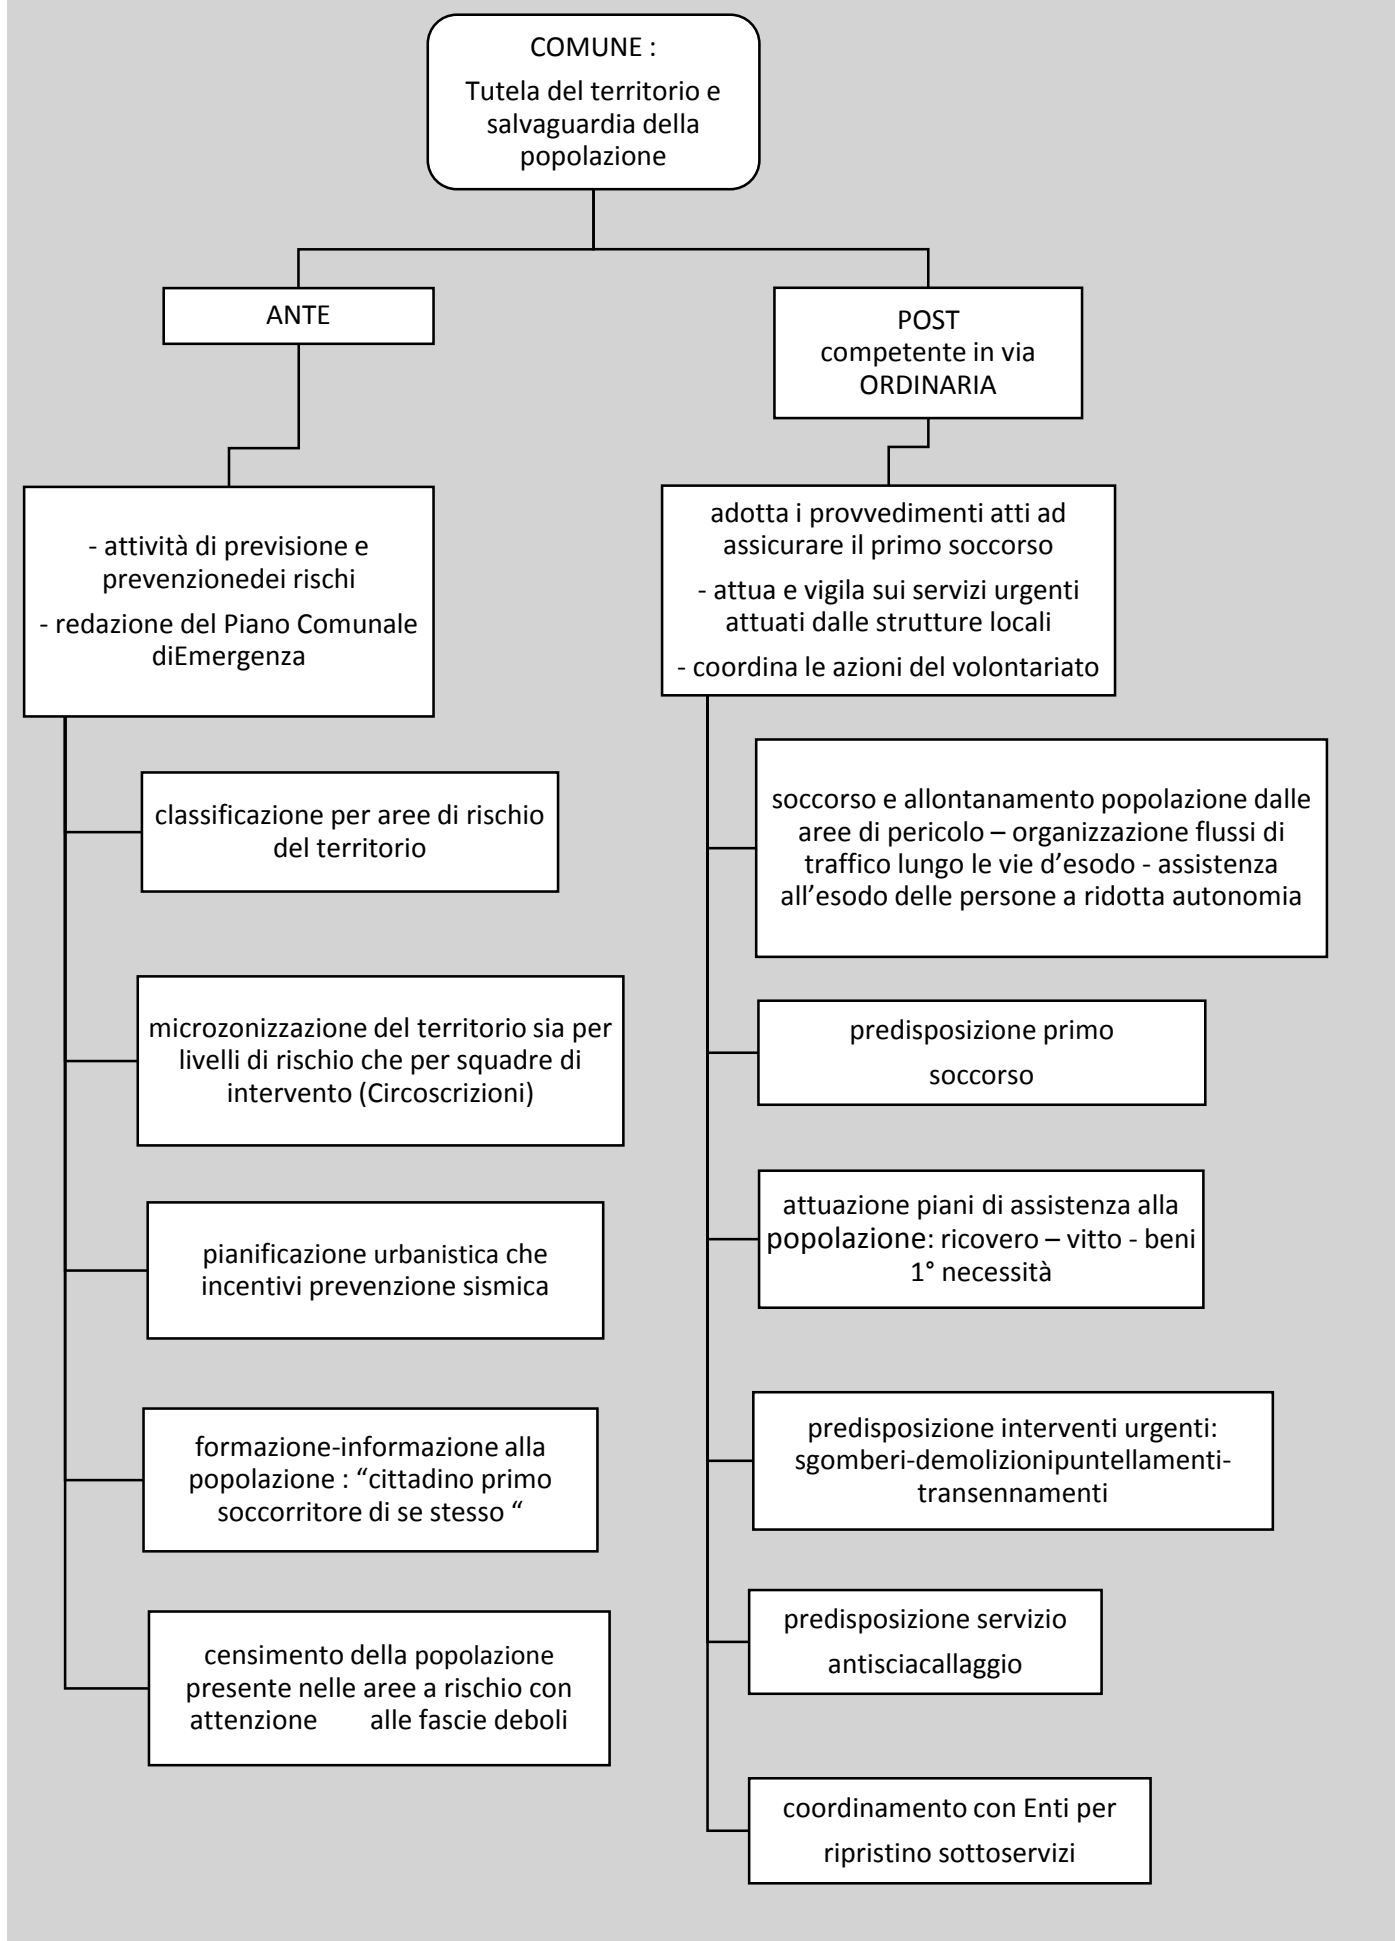 COMUNE :
Tutela del territorio e
salvaguardia della
popolazione
ANTE
POST
competente in via
ORDINARIA
- attività di previsione e
prevenzionedei rischi
- redazione del Piano Comunale
diEmergenza
classificazione per aree di rischio
del territorio
microzonizzazione del territorio sia per
livelli di rischio che per squadre di
intervento (Circoscrizioni)
pianificazione urbanistica che
incentivi prevenzione sismica
formazione-informazione alla
popolazione : “cittadino primo
soccorritore di se stesso “
censimento della popolazione
presente nelle aree a rischio con
attenzione alle fascie deboli
adotta i provvedimenti atti ad
assicurare il primo soccorso
- attua e vigila sui servizi urgenti
attuati dalle strutture locali
- coordina le azioni del volontariato
soccorso e allontanamento popolazione dalle
aree di pericolo – organizzazione flussi di
traffico lungo le vie d’esodo - assistenza
all’esodo delle persone a ridotta autonomia
predisposizione primo
soccorso
attuazione piani di assistenza alla
popolazione: ricovero – vitto - beni
1° necessità
predisposizione interventi urgenti:
sgomberi-demolizionipuntellamenti-
transennamenti
predisposizione servizio
antisciacallaggio
coordinamento con Enti per
ripristino sottoservizi